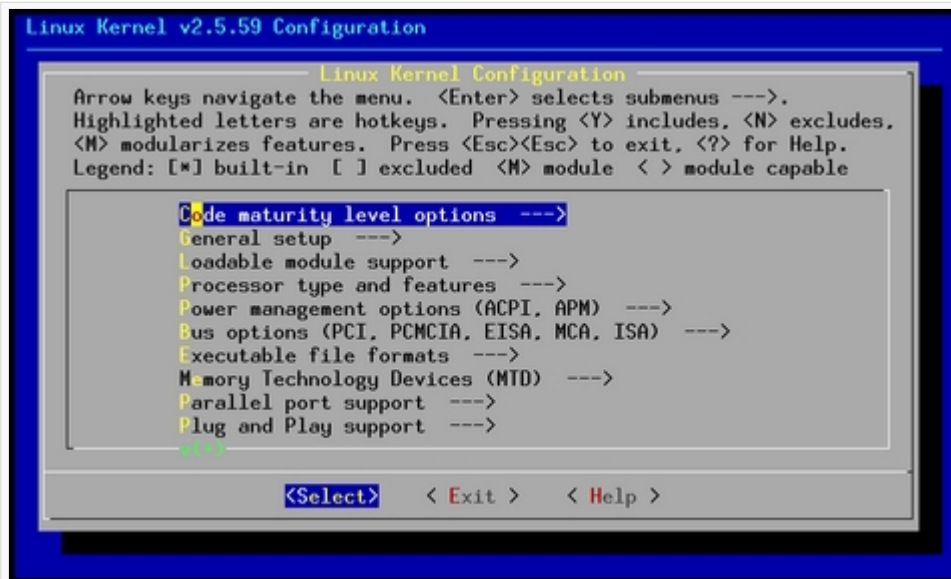 Linux Kernel v2.5.59 Configuration
Linux Kernel Configuration
Arrow keys navigate the menu. <Enter> selects submenus --->.
Highlighted letters are hotkeys. Pressing <Y> includes, <N> excludes,
<M> modularizes features. Press <Esc><Esc> to exit, <?> for Help.
Legend: [*] built-in [ ] excluded <M> module < > module capable
Code maturity level options --->
General setup --->
Loadable module support --->
Processor type and features --->
Power management options (ACPI, APM) --->
Bus options (PCI, PCMCIA, EISA, MCA, ISA) --->
Executable file formats --->
Memory Technology Devices (MTD) --->
Parallel port support --->
Plug and Play support --->
v(+)
<Select> < Exit > < Help >